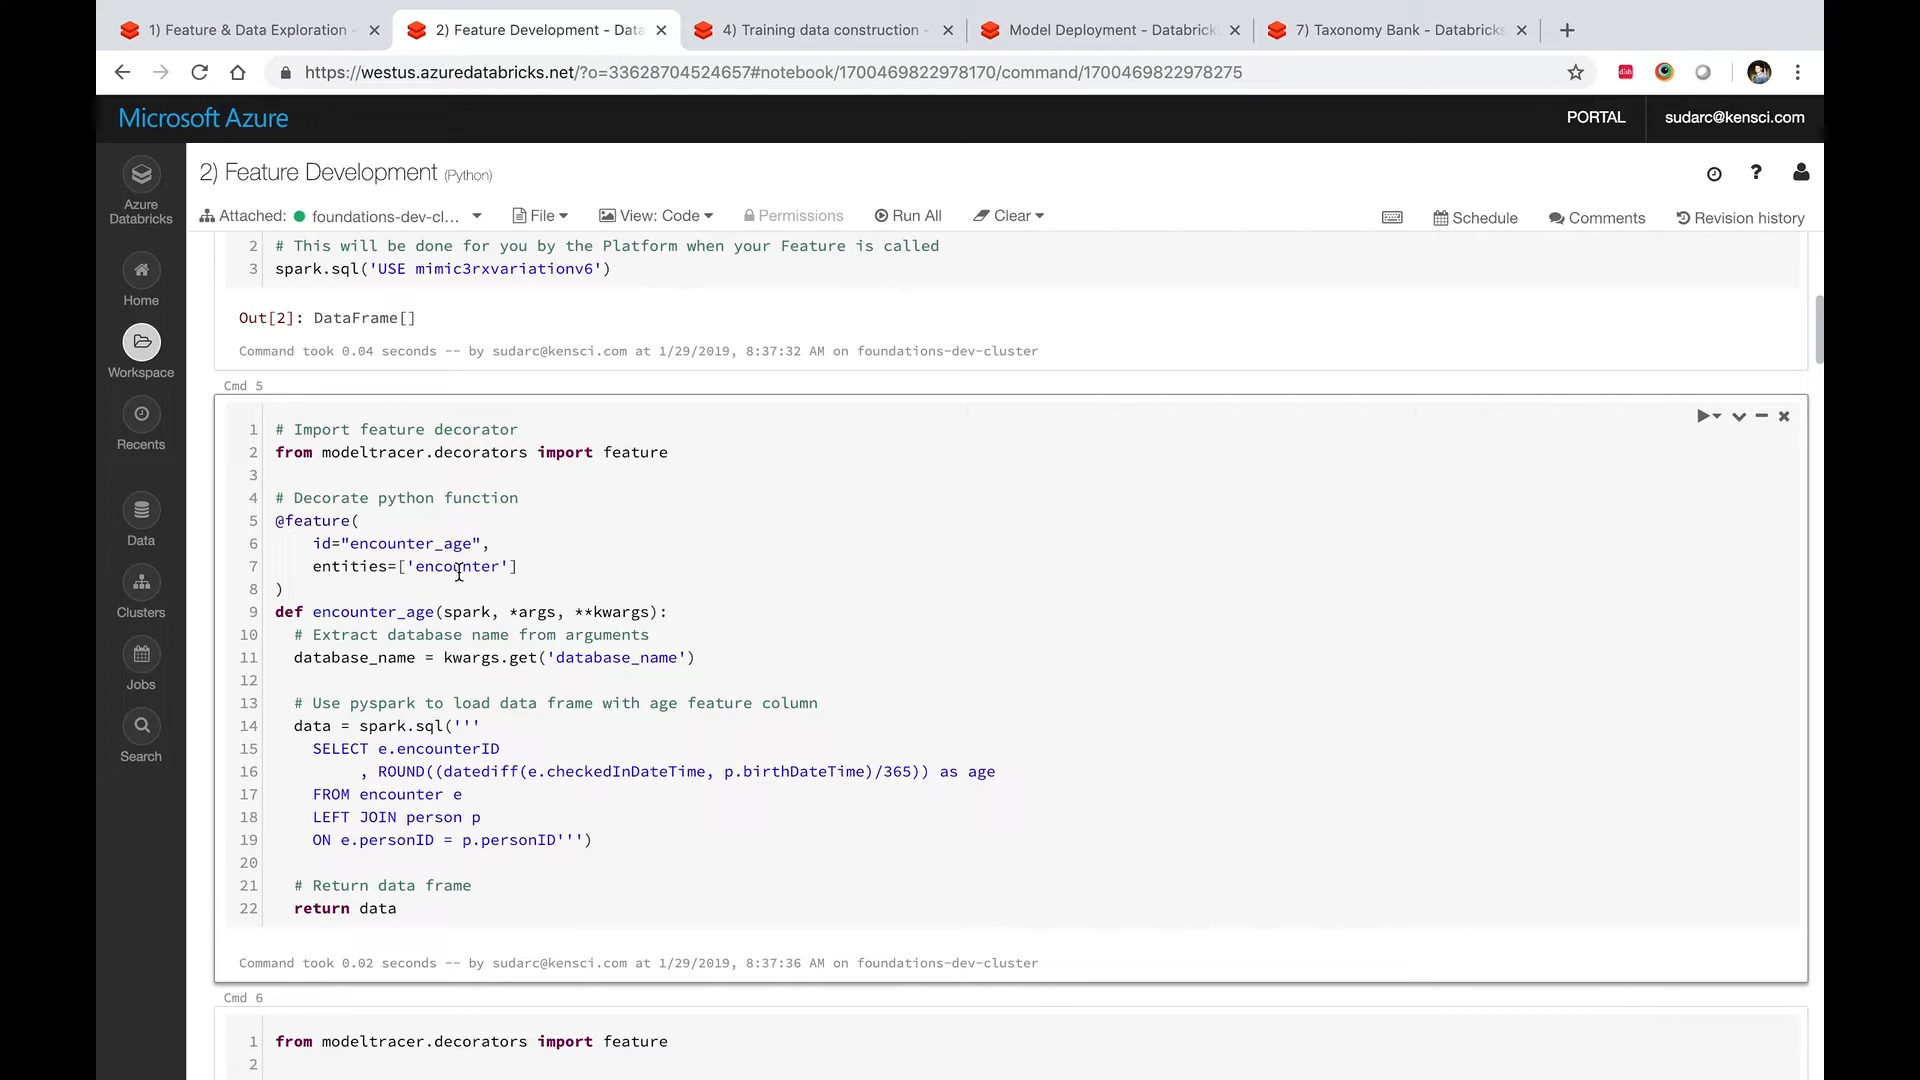 1) Feature & Data Exploration -
2) Feature Development - Data
4) Training data construction -
Model Deployment - Databrick
7) Taxonomy Bank - Databricks
https://westus.azuredatabricks.net/?o=33628704524657#notebook/1700469822978170/command/1700469822978275
Microsoft Azure
PORTAL
sudarc@kensci.com
Azure
Databricks
Home
Workspace
Recents
Data
Clusters
Jobs
Search
2) Feature Development (Python)
Attached: foundations-dev-cl...
File
View: Code
Permissions
Run All
Clear
Schedule
Comments
Revision history
2 # This will be done for you by the Platform when your Feature is called
3 spark.sql('USE mimic3rxvariationv6')
Out[2]: DataFrame[]
Command took 0.04 seconds -- by sudarc@kensci.com at 1/29/2019, 8:37:32 AM on foundations-dev-cluster
Cmd 5
1 # Import feature decorator
2 from modeltracer.decorators import feature
3
4 # Decorate python function
5 @feature(
6 id="encounter_age",
7 entities=['encounter']
8 )
9 def encounter_age(spark, *args, **kwargs):
10 # Extract database name from arguments
11 database_name = kwargs.get('database_name')
12
13 # Use pyspark to load data frame with age feature column
14 data = spark.sql('''
15 SELECT e.encounterID
16 , ROUND((datediff(e.checkedInDateTime, p.birthDateTime)/365)) as age
17 FROM encounter e
18 LEFT JOIN person p
19 ON e.personID = p.personID''')
20
21 # Return data frame
22 return data
Command took 0.02 seconds -- by sudarc@kensci.com at 1/29/2019, 8:37:36 AM on foundations-dev-cluster
Cmd 6
1 from modeltracer.decorators import feature
2